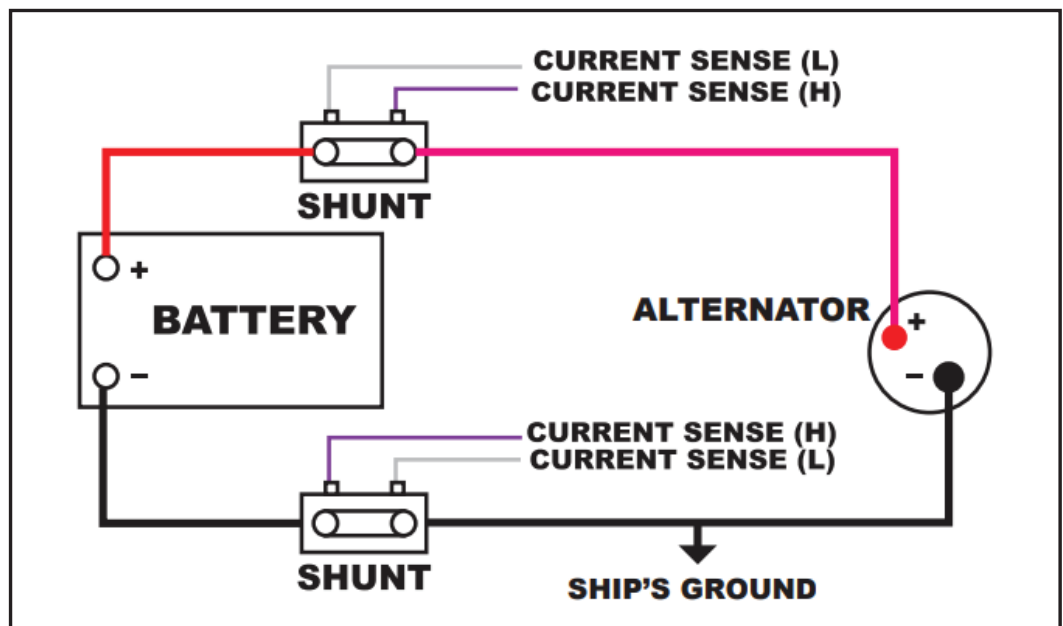 CURRENT SENSE (L)
CURRENT SENSE (H)
SHUNT
+
BATTERY
-
ALTERNATOR
+
-
CURRENT SENSE (H)
CURRENT SENSE (L)
SHUNT
SHIP'S GROUND